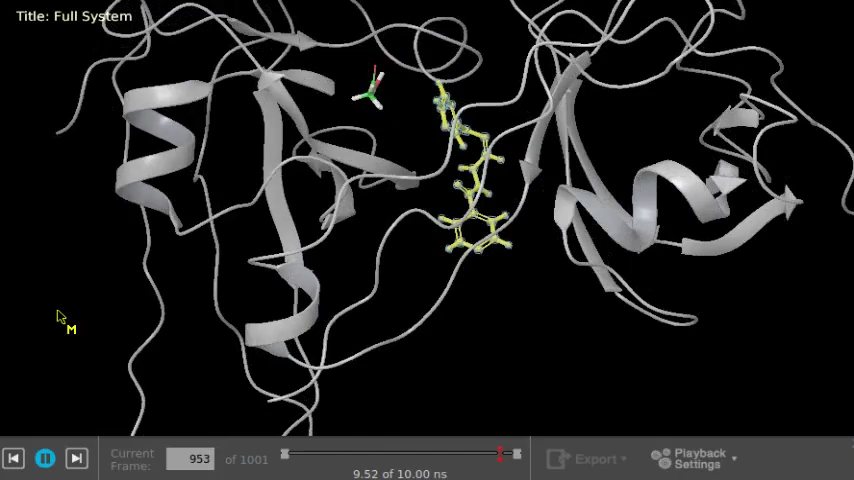 Title: Full System
M
Current Frame: 953 of 1001
9.52 of 10.00 ns
Export
Playback Settings